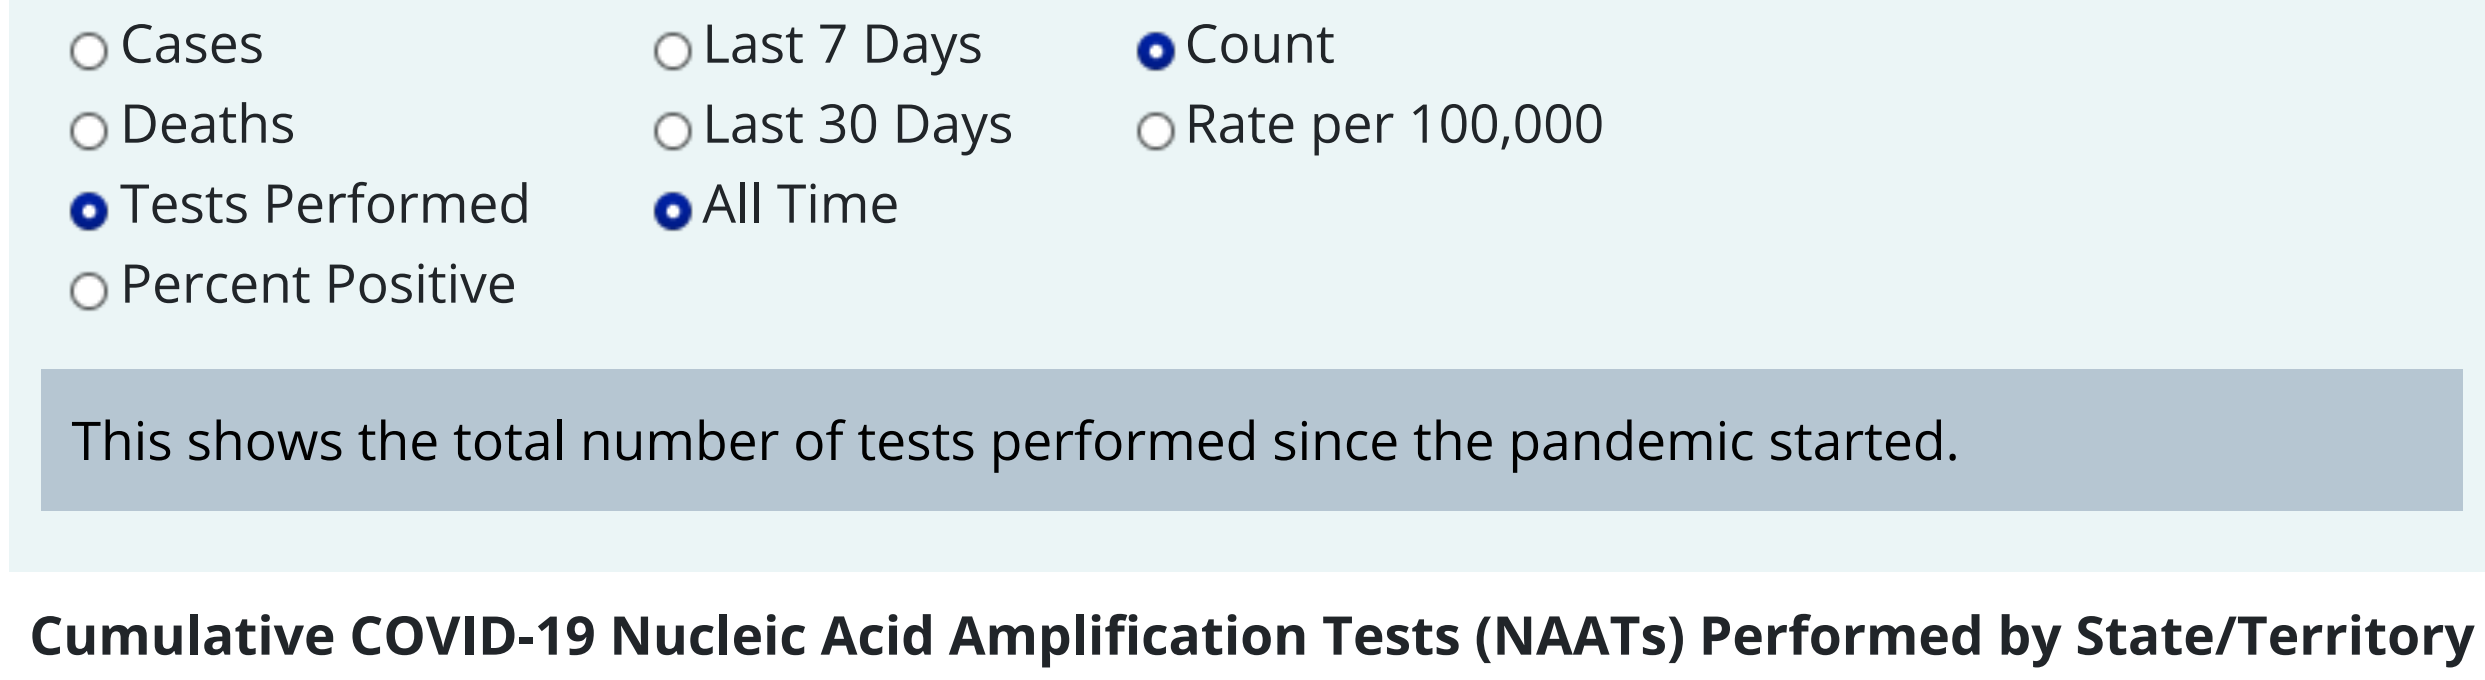 Cases
Deaths
Tests Performed
Percent Positive
Last 7 Days
Last 30 Days
All Time
Count
Rate per 100,000
This shows the total number of tests performed since the pandemic started.
Cumulative COVID-19 Nucleic Acid Amplification Tests (NAATs) Performed by State/Territory